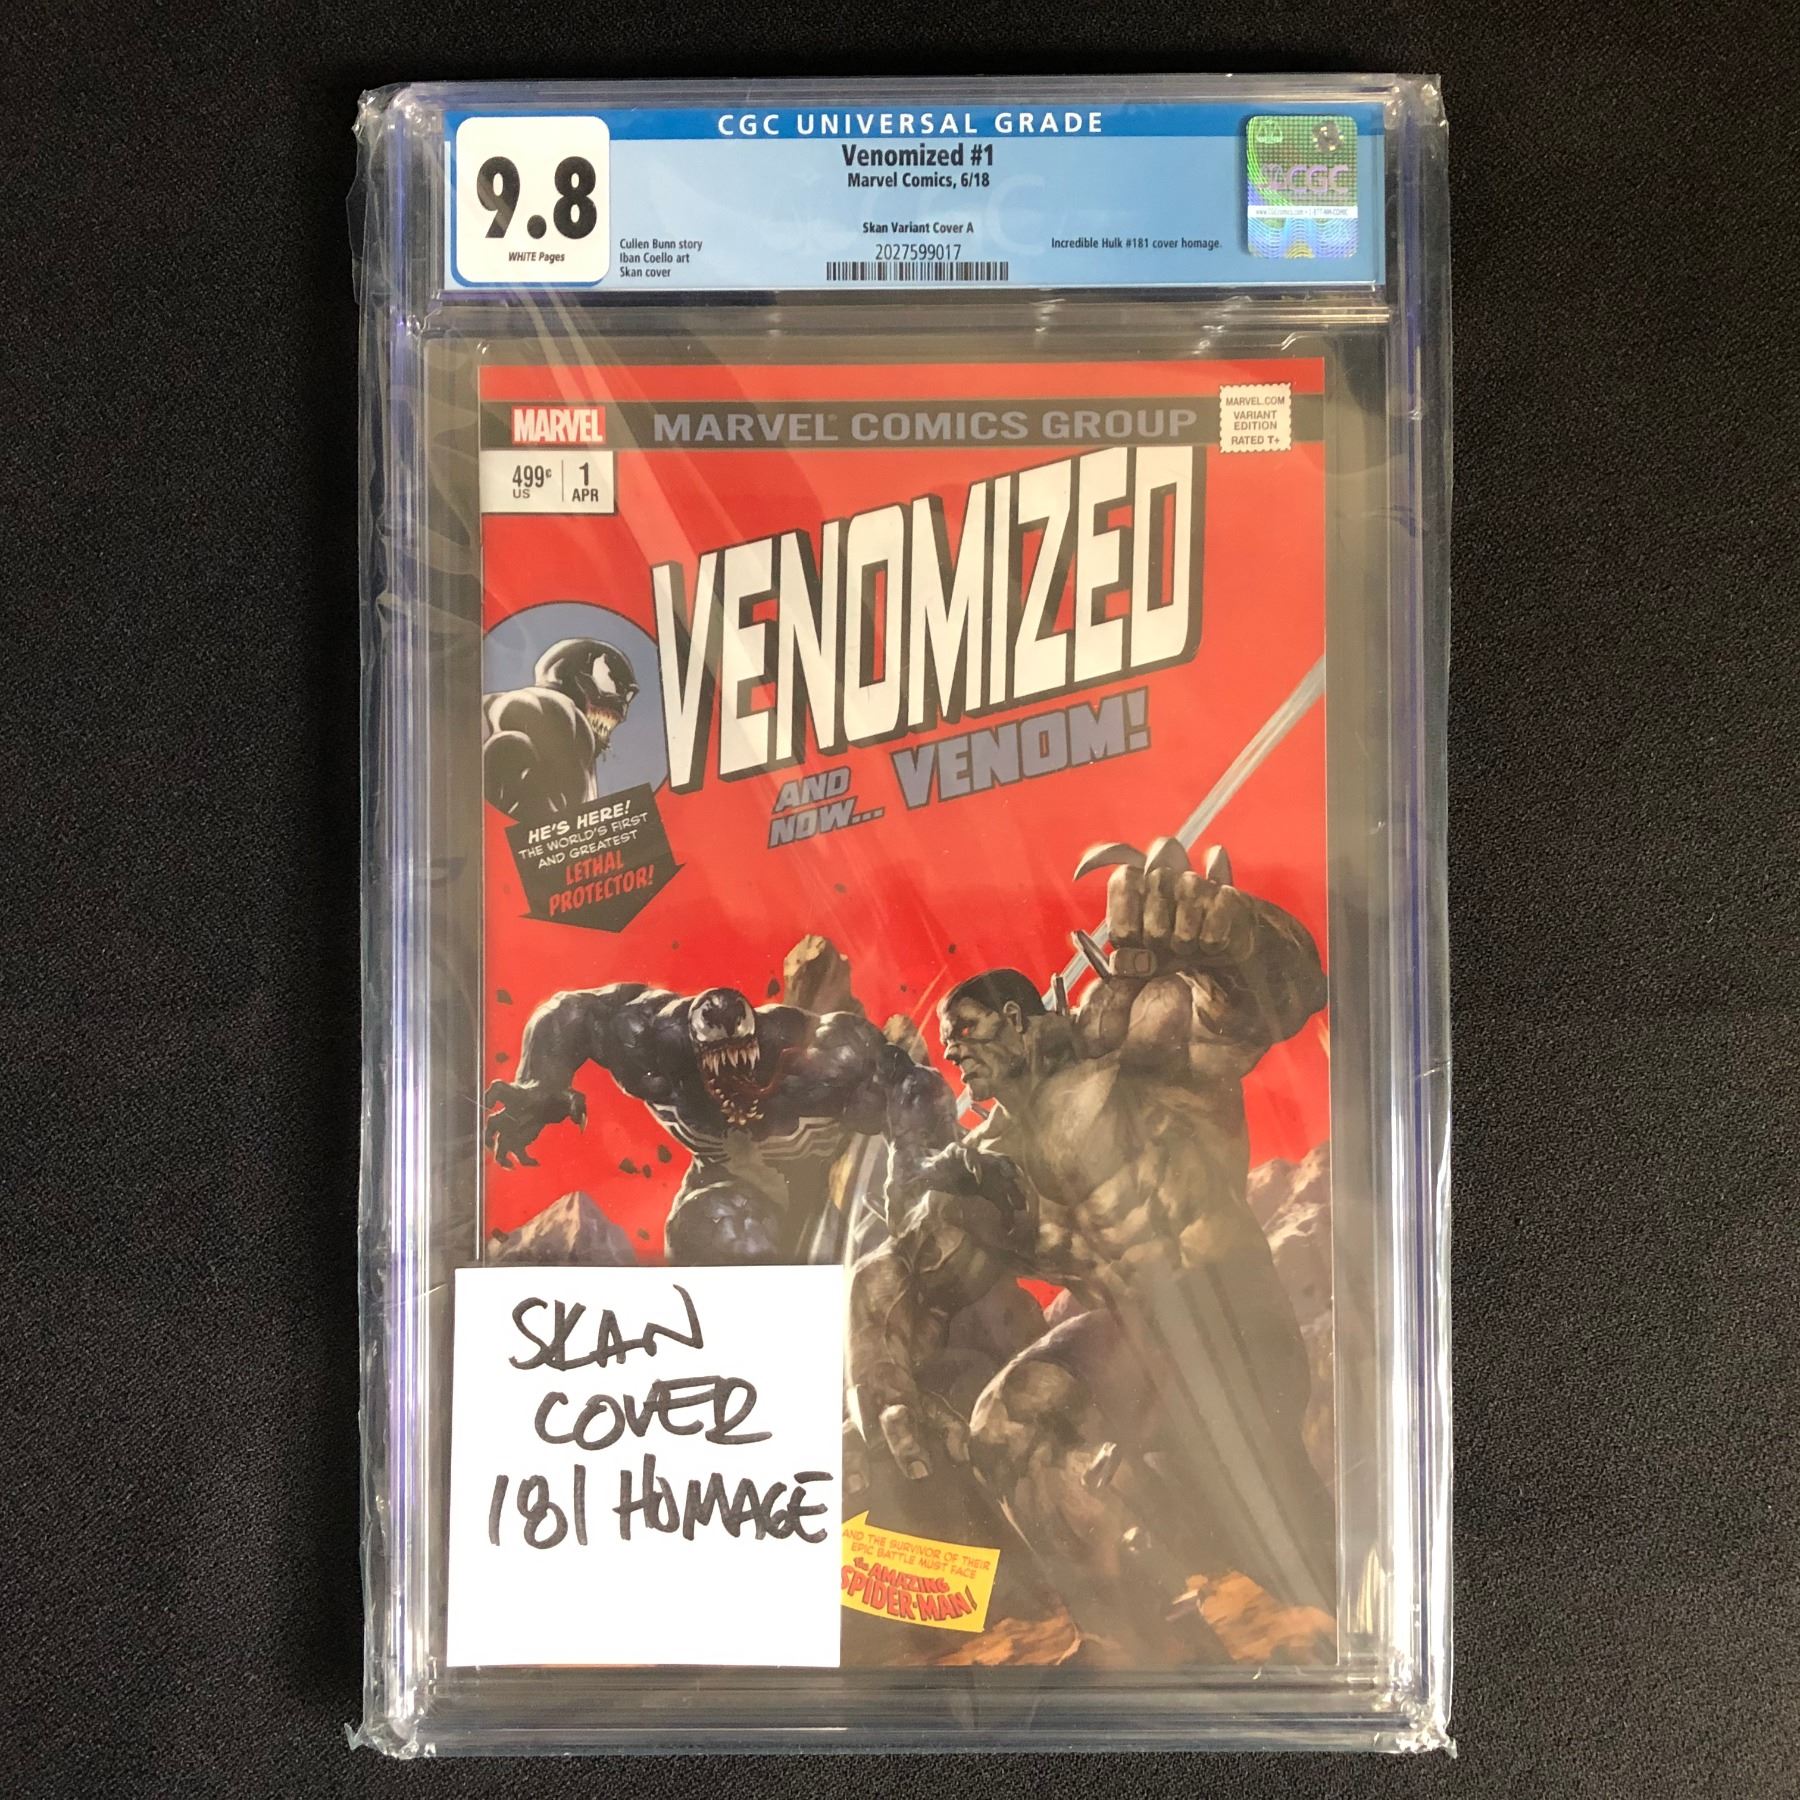 CGC UNIVERSAL GRADE
9.8
WHiTE Pages
Venomized #1
Marvel Comics, 6/18
Skan Variant Cover A
2027599017
Cullen Bunn story
Iban Coello art
Skan cover
Incredible Hulk #181 cover homage.
CGC
MARVEL
MARVEL COMICS GROUP
MARVEL.COM
VARIANT
EDITION
RATED T+
499¢
US
1
APR
VENOMIZED
AND
NOW... VENOM!
HE'S HERE!
THE WORLD'S FIRST
AND GREATEST
LETHAL
PROTECTOR!
SKAN
COVER
181 HOMAGE
AND THE SURVIVOR OF THEIR
EPIC BATTLE MUST FACE
the AMAZING
SPIDER-MAN!